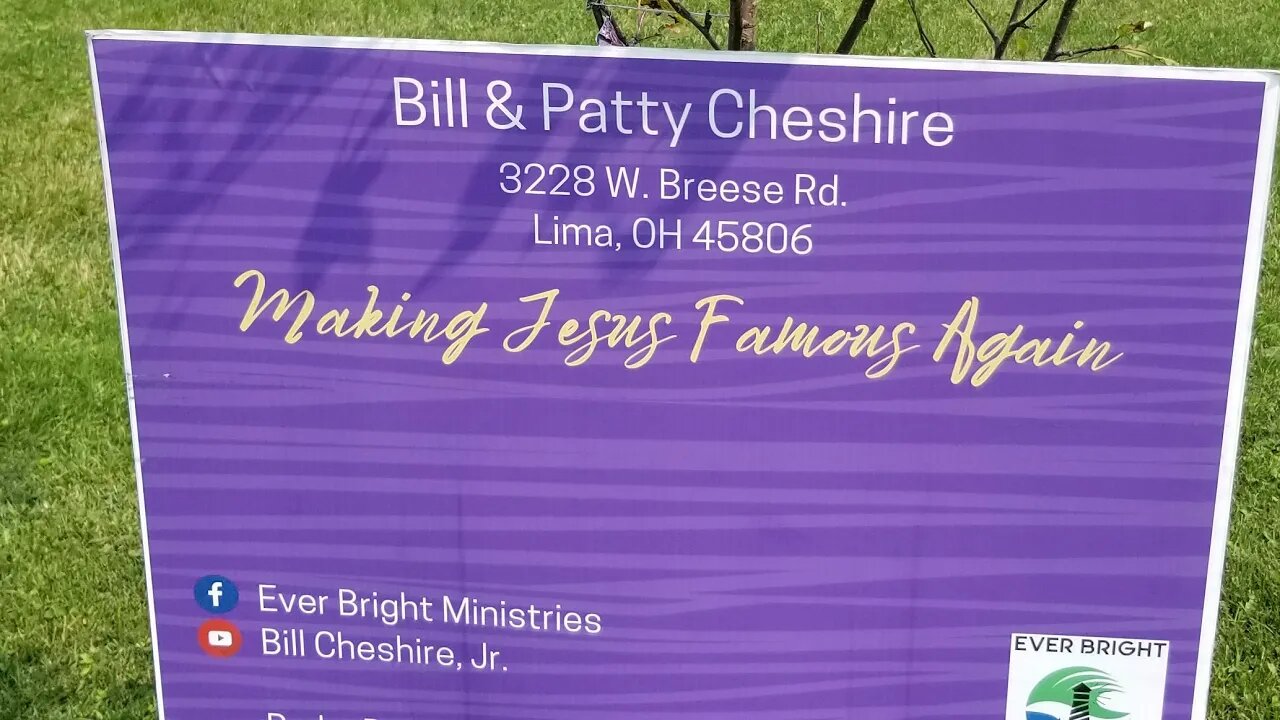 Bill & Patty Cheshire
3228 W. Breese Rd.
Lima, OH 45806
Making Jesus Famous Again
Ever Bright Ministries
Bill Cheshire, Jr.
EVER BRIGHT